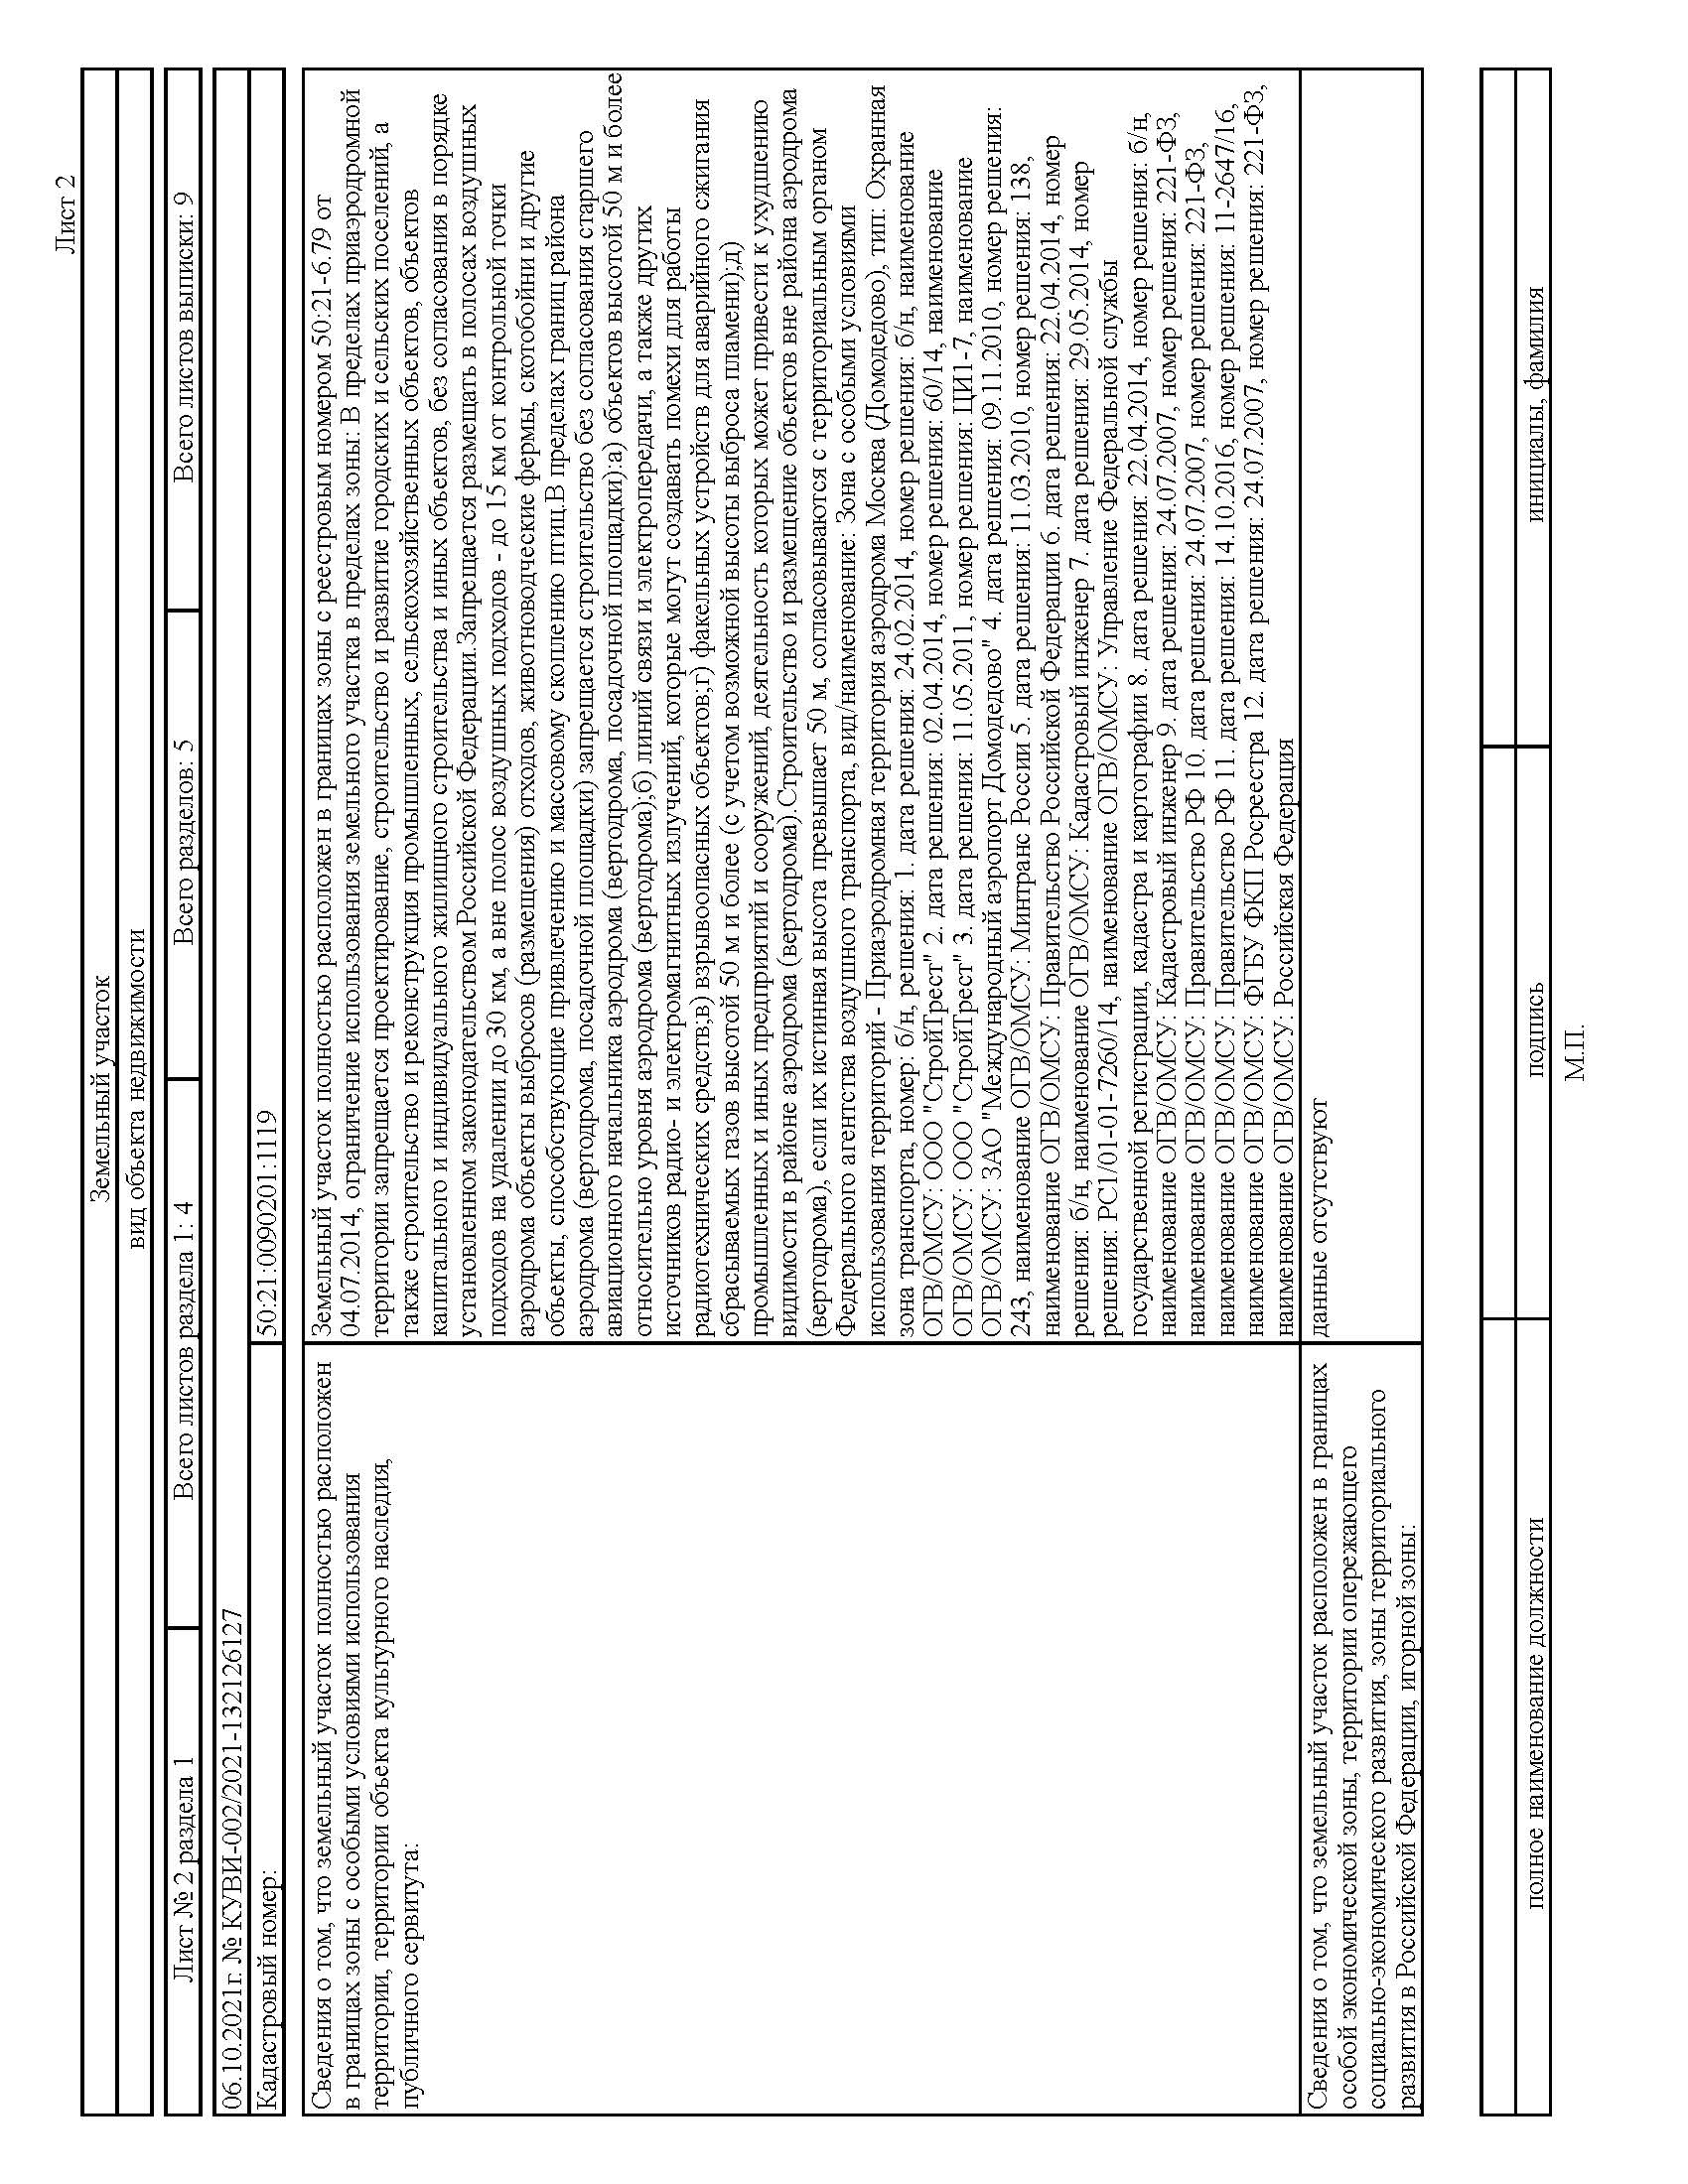 Лист 2
Земельный участок
вид объекта недвижимости
Лист № 2 раздела 1
Всего листов раздела 1: 4
Всего разделов: 5
Всего листов выписки: 9
06.10.2021г. № КУВИ-002/2021-132126127
Кадастровый номер:
50:21:0090201:1119
Сведения о том, что земельный участок полностью расположен
в границах зоны с особыми условиями использования
территории, территории объекта культурного наследия,
публичного сервитута:
Земельный участок полностью расположен в границах зоны с реестровым номером 50:21-6.79 от
04.07.2014, ограничение использования земельного участка в пределах зоны: В пределах приаэродромной
территории запрещается проектирование, строительство и развитие городских и сельских поселений, а
также строительство и реконструкция промышленных, сельскохозяйственных объектов, объектов
капитального и индивидуального жилищного строительства и иных объектов, без согласования в порядке
установленном законодательством Российской Федерации.Запрещается размещать в полосах воздушных
подходов на удалении до 30 км, а вне полос воздушных подходов - до 15 км от контрольной точки
аэродрома объекты выбросов (размещения) отходов, животноводческие фермы, скотобойни и другие
объекты, способствующие привлечению и массовому скоплению птиц.В пределах границ района
аэродрома (вертодрома, посадочной площадки) запрещается строительство без согласования старшего
авиационного начальника аэродрома (вертодрома, посадочной площадки):а) объектов высотой 50 м и более
относительно уровня аэродрома (вертодрома);б) линий связи и электропередачи, а также других
источников радио- и электромагнитных излучений, которые могут создавать помехи для работы
радиотехнических средств;в) взрывоопасных объектов;г) факельных устройств для аварийного сжигания
сбрасываемых газов высотой 50 м и более (с учетом возможной высоты выброса пламени);д)
промышленных и иных предприятий и сооружений, деятельность которых может привести к ухудшению
видимости в районе аэродрома (вертодрома).Строительство и размещение объектов вне района аэродрома
(вертодрома), если их истинная высота превышает 50 м, согласовываются с территориальным органом
Федерального агентства воздушного транспорта, вид/наименование: Зона с особыми условиями
использования территорий - Приаэродромная территория аэродрома Москва (Домодедово), тип: Охранная
зона транспорта, номер: б/н, решения: 1. дата решения: 24.02.2014, номер решения: б/н, наименование
ОГВ/ОМСУ: ООО "СтройТрест" 2. дата решения: 02.04.2014, номер решения: 60/14, наименование
ОГВ/ОМСУ: ООО "СтройТрест" 3. дата решения: 11.05.2011, номер решения: ЦИ1-7, наименование
ОГВ/ОМСУ: ЗАО "Международный аэропорт Домодедово" 4. дата решения: 09.11.2010, номер решения:
243, наименование ОГВ/ОМСУ: Минтранс России 5. дата решения: 11.03.2010, номер решения: 138,
наименование ОГВ/ОМСУ: Правительство Российской Федерации 6. дата решения: 22.04.2014, номер
решения: б/н, наименование ОГВ/ОМСУ: Кадастровый инженер 7. дата решения: 29.05.2014, номер
решения: РС1/01-01-7260/14, наименование ОГВ/ОМСУ: Управление Федеральной службы
государственной регистрации, кадастра и картографии 8. дата решения: 22.04.2014, номер решения: б/н,
наименование ОГВ/ОМСУ: Кадастровый инженер 9. дата решения: 24.07.2007, номер решения: 221-ФЗ,
наименование ОГВ/ОМСУ: Правительство РФ 10. дата решения: 24.07.2007, номер решения: 221-ФЗ,
наименование ОГВ/ОМСУ: Правительство РФ 11. дата решения: 14.10.2016, номер решения: 11-2647/16,
наименование ОГВ/ОМСУ: ФГБУ ФКП Росреестра 12. дата решения: 24.07.2007, номер решения: 221-ФЗ,
наименование ОГВ/ОМСУ: Российская Федерация
Сведения о том, что земельный участок расположен в границах
особой экономической зоны, территории опережающего
социально-экономического развития, зоны территориального
развития в Российской Федерации, игорной зоны:
данные отсутствуют
полное наименование должности
подпись
инициалы, фамилия
М.П.